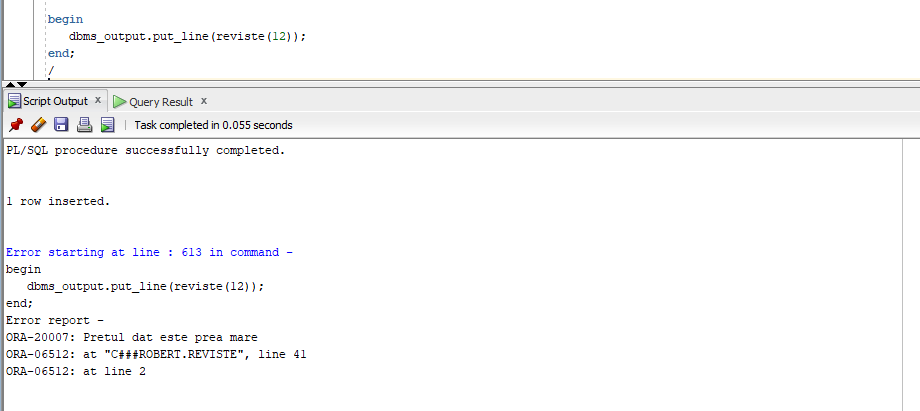 begin
dbms_output.put_line(reviste(12));
end;
/
Script Output x Query Result x
Task completed in 0.055 seconds
PL/SQL procedure successfully completed.
1 row inserted.
Error starting at line : 613 in command -
begin
dbms_output.put_line(reviste(12));
end;
Error report -
ORA-20007: Pretul dat este prea mare
ORA-06512: at "C###ROBERT.REVISTE", line 41
ORA-06512: at line 2